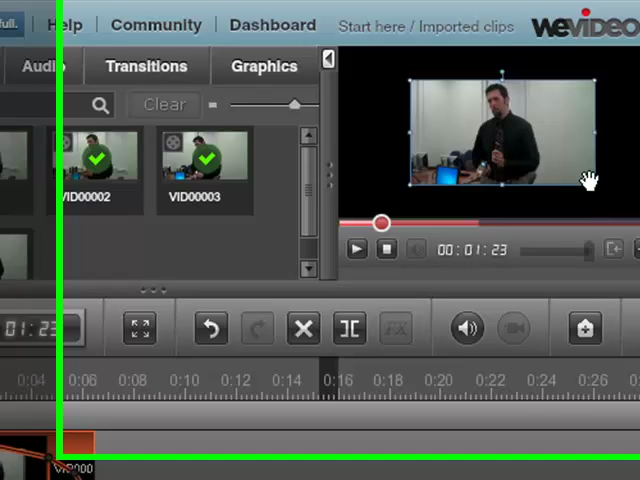 full. Help Community Dashboard Start here / Imported clips WEVIDEO
Audio Transitions Graphics
Clear
VID00002 VID00003
00:01:23
01:23 FX
0:04 0:06 0:08 0:10 0:12 0:14 0:16 0:18 0:20 0:22 0:24 0:26
VID000